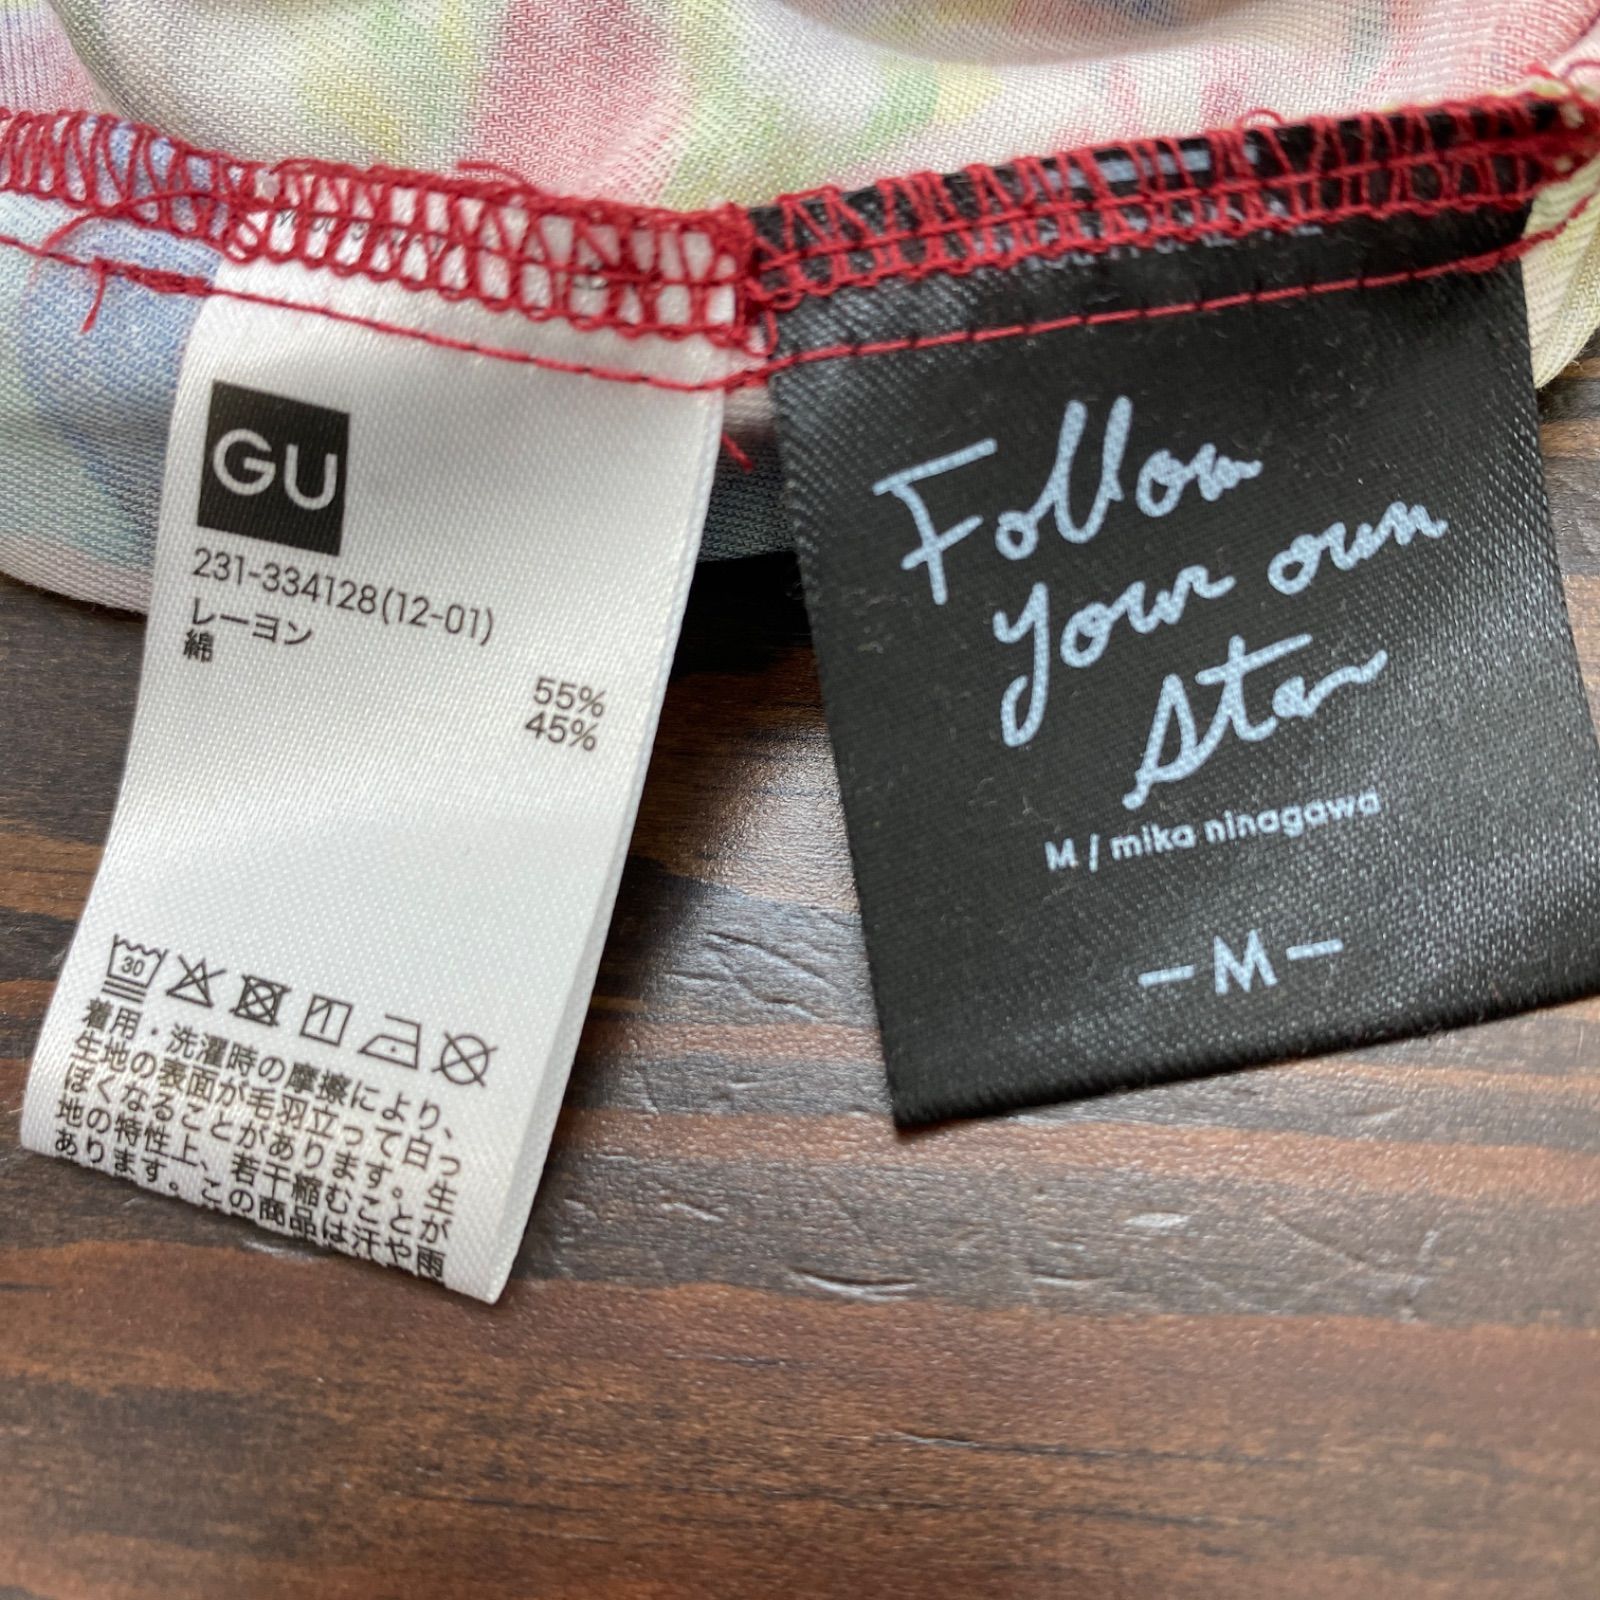 GU
231-334128(12-01)
レーヨン 55%
綿 45%
30
着用・洗濯時の摩擦により、
生地の表面が毛羽立って白っ
ぽくなることがあります。生
地の特性上、若干縮むことが
あります。この商品は汗や雨
Follow
your own
Star
M / mika ninagawa
-M-